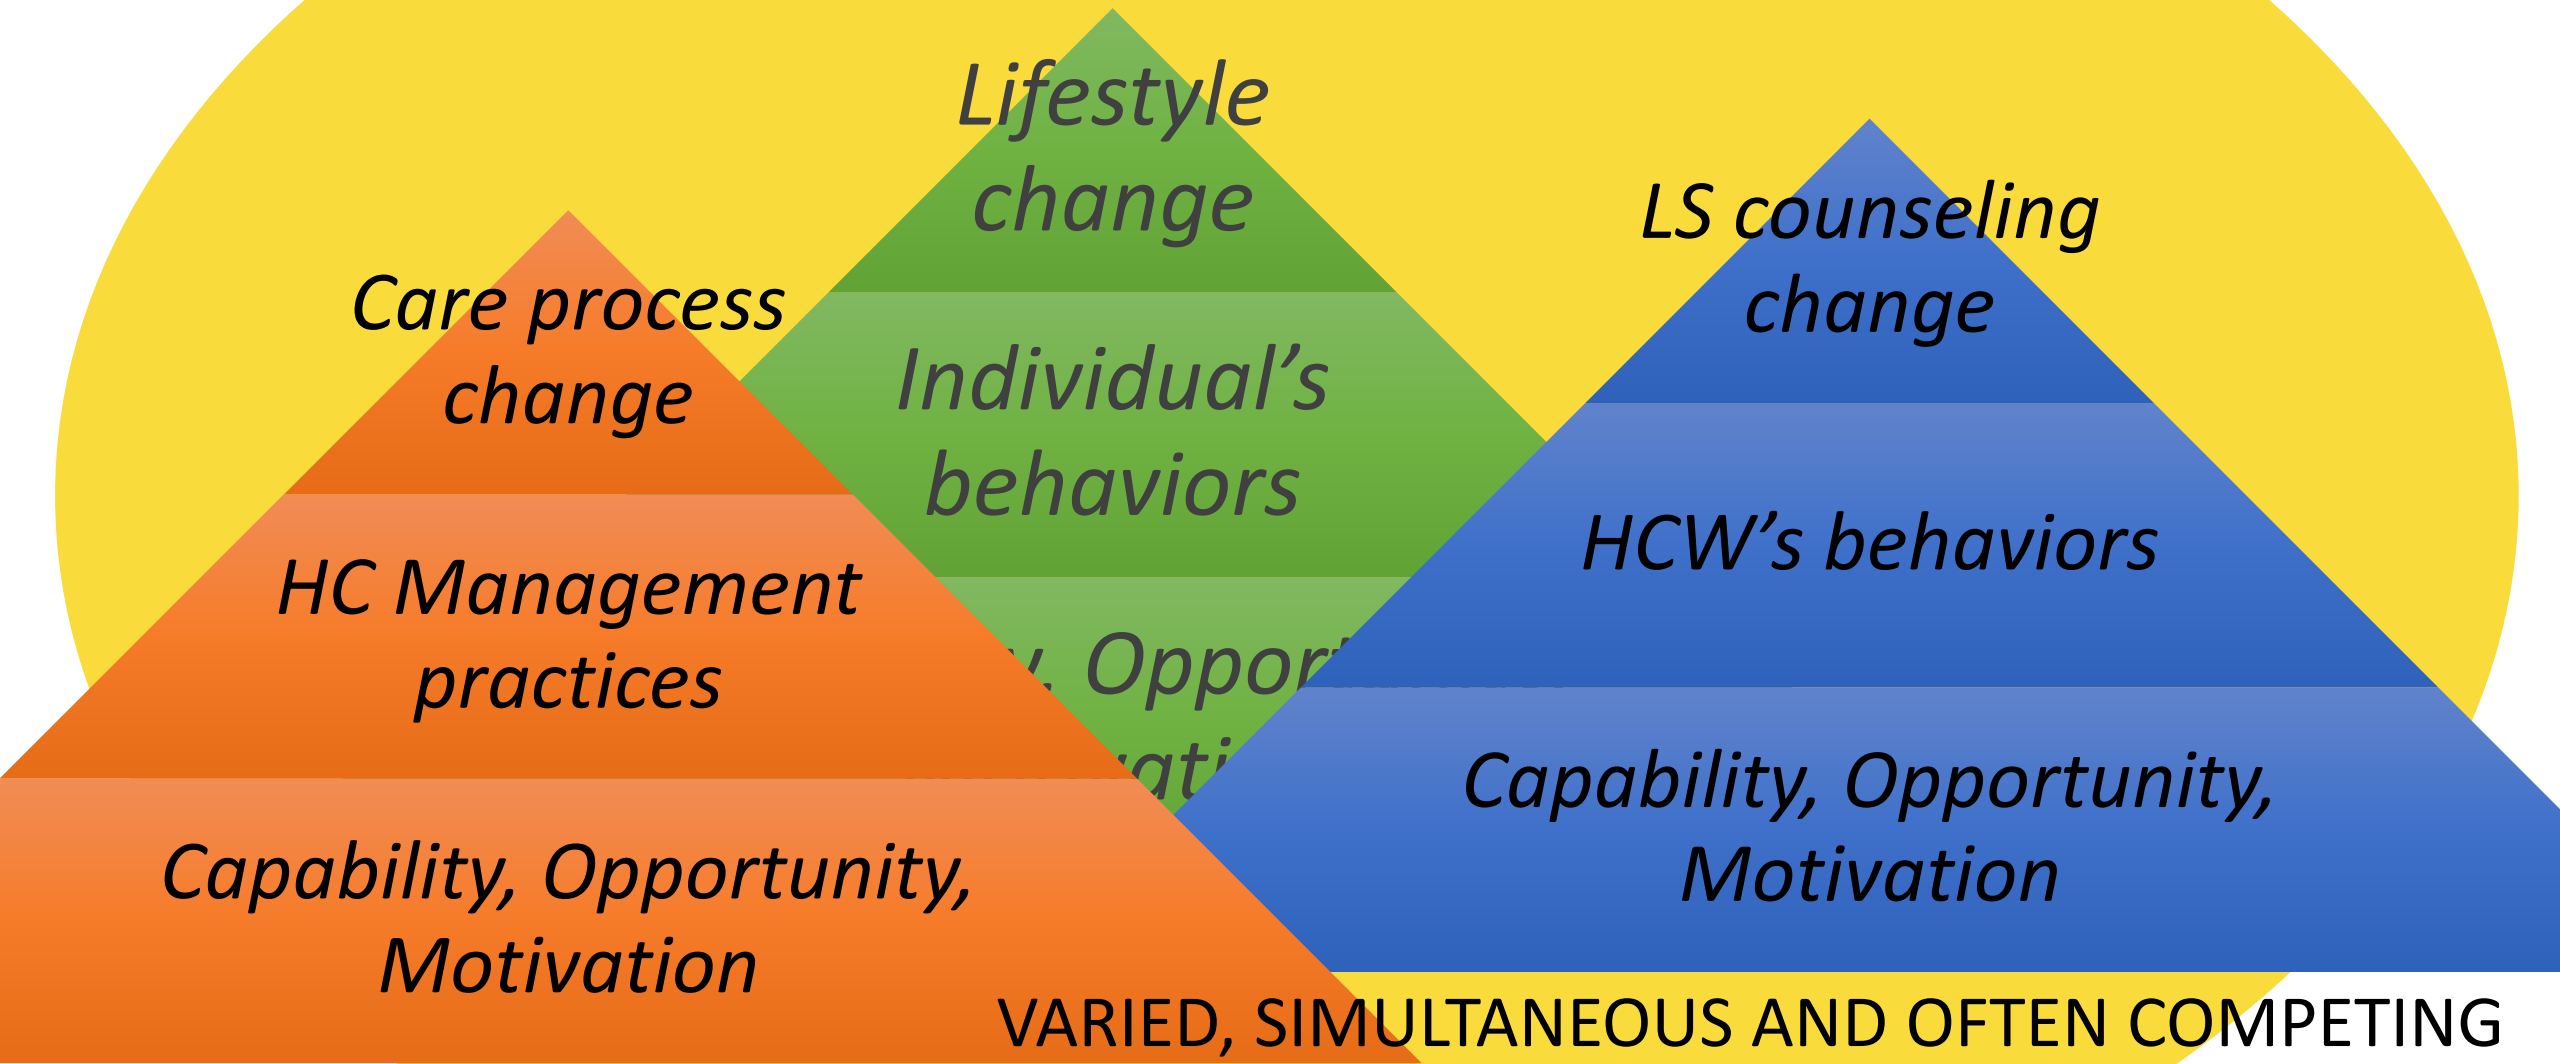 Lifestyle
change
Individual’s
behaviors
Care process
change
HC Management
practices
Capability, Opportunity,
Motivation
LS counseling
change
HCW’s behaviors
Capability, Opportunity,
Motivation
VARIED, SIMULTANEOUS AND OFTEN COMPETING